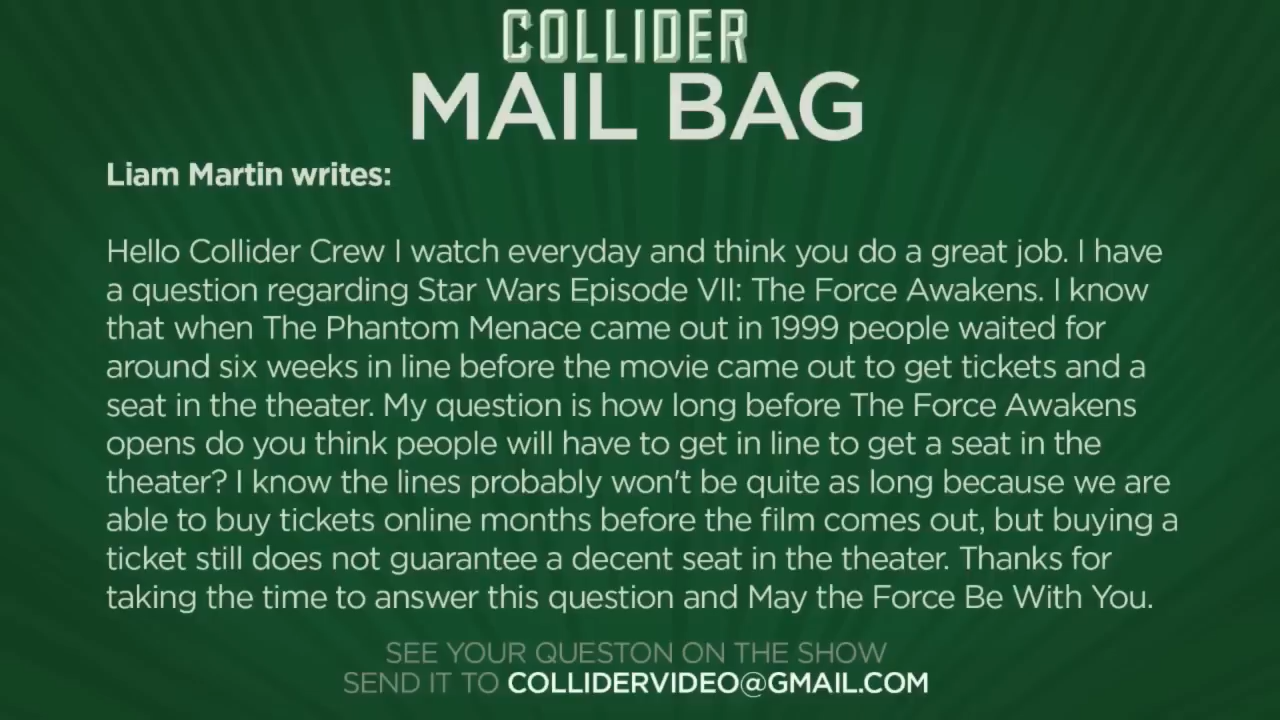 COLLIDER
MAIL BAG
Liam Martin writes:
Hello Collider Crew I watch everyday and think you do a great job. I have
a question regarding Star Wars Episode VII: The Force Awakens. I know
that when The Phantom Menace came out in 1999 people waited for
around six weeks in line before the movie came out to get tickets and a
seat in the theater. My question is how long before The Force Awakens
opens do you think people will have to get in line to get a seat in the
theater? I know the lines probably won't be quite as long because we are
able to buy tickets online months before the film comes out, but buying a
ticket still does not guarantee a decent seat in the theater. Thanks for
taking the time to answer this question and May the Force Be With You.
SEE YOUR QUESTON ON THE SHOW
SEND IT TO COLLIDERVIDEO@GMAIL.COM